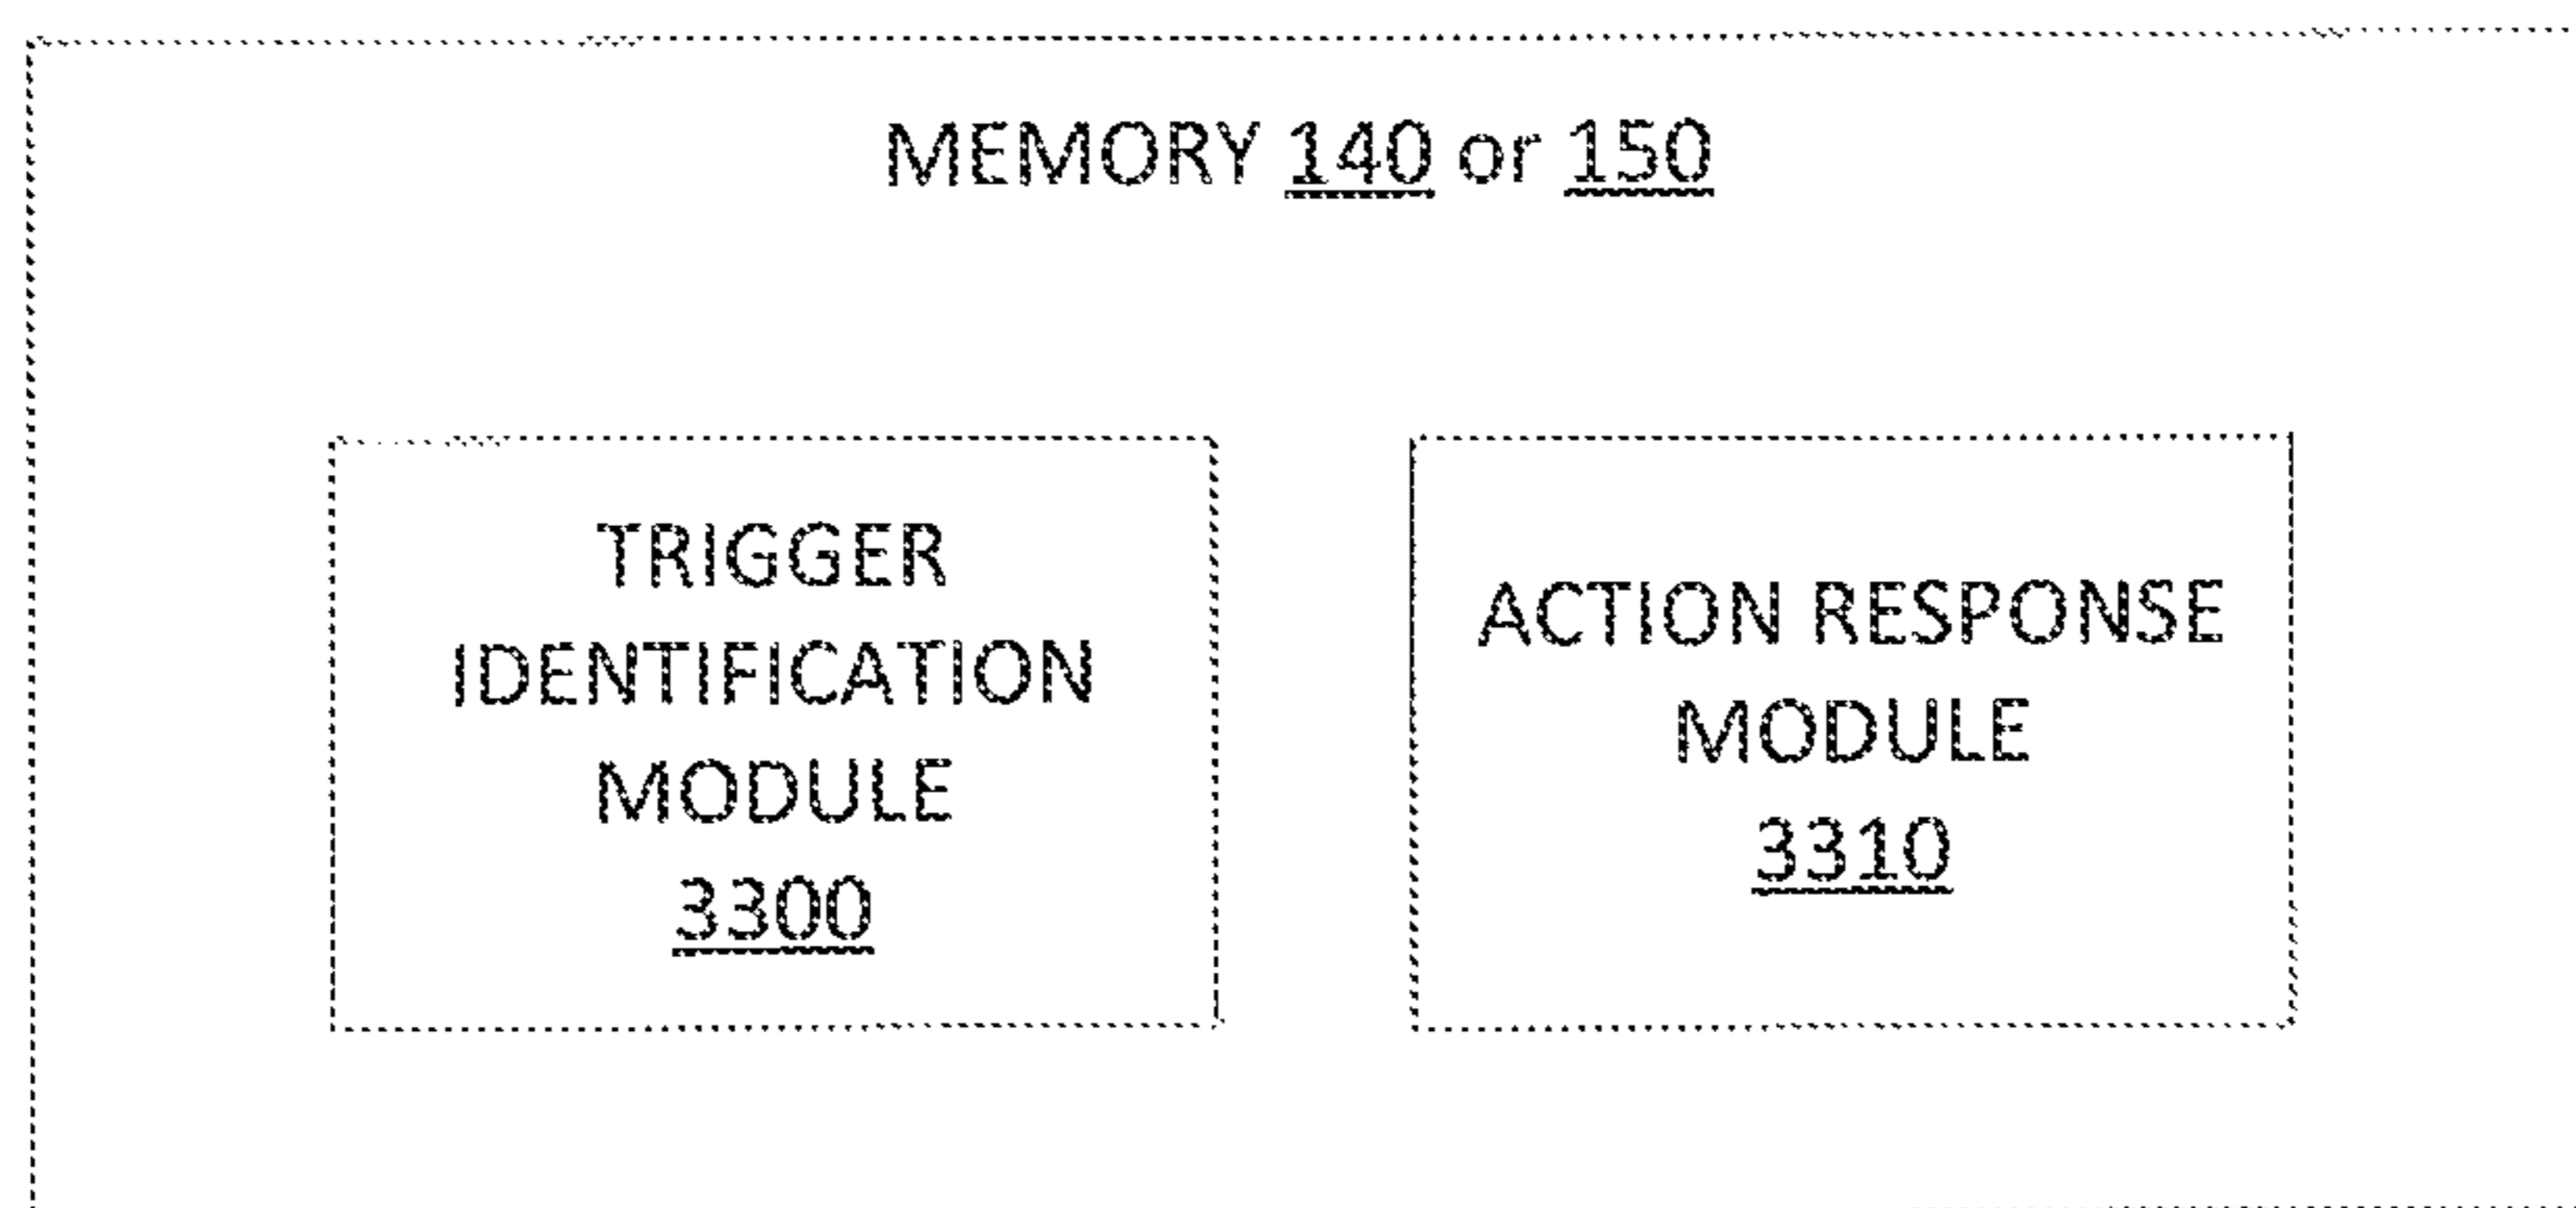 MEMORY 140 or 150
TRIGGER
IDENTIFICATION
MODULE
3300
ACTION RESPONSE
MODULE
3310